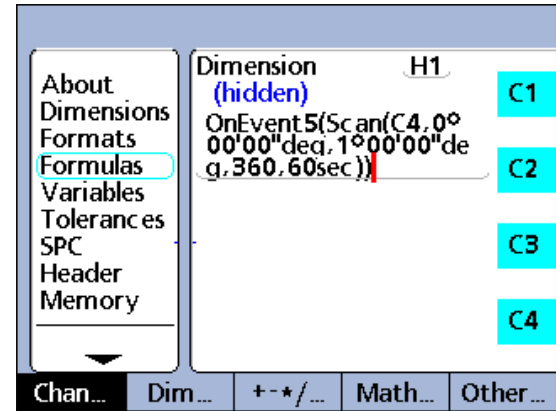 About
Dimensions
Formats
Formulas
Variables
Tolerances
SPC
Header
Memory
Dimension H1
(hidden)
OnEvent5(Scan(C4,0°
00'00"deg,1°00'00"de
g,360,60sec))
C1
C2
C3
C4
Chan... Dim... +-*/... Math... Other...